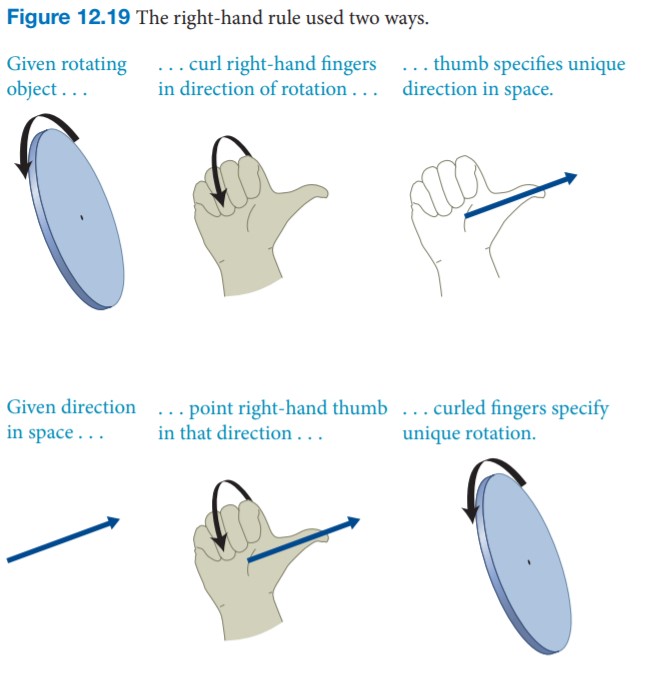 Figure 12.19 The right-hand rule used two ways.
Given rotating
object . . .
. . . curl right-hand fingers
in direction of rotation . . .
. . . thumb specifies unique
direction in space.
Given direction
in space . . .
. . . point right-hand thumb
in that direction . . .
. . . curled fingers specify
unique rotation.